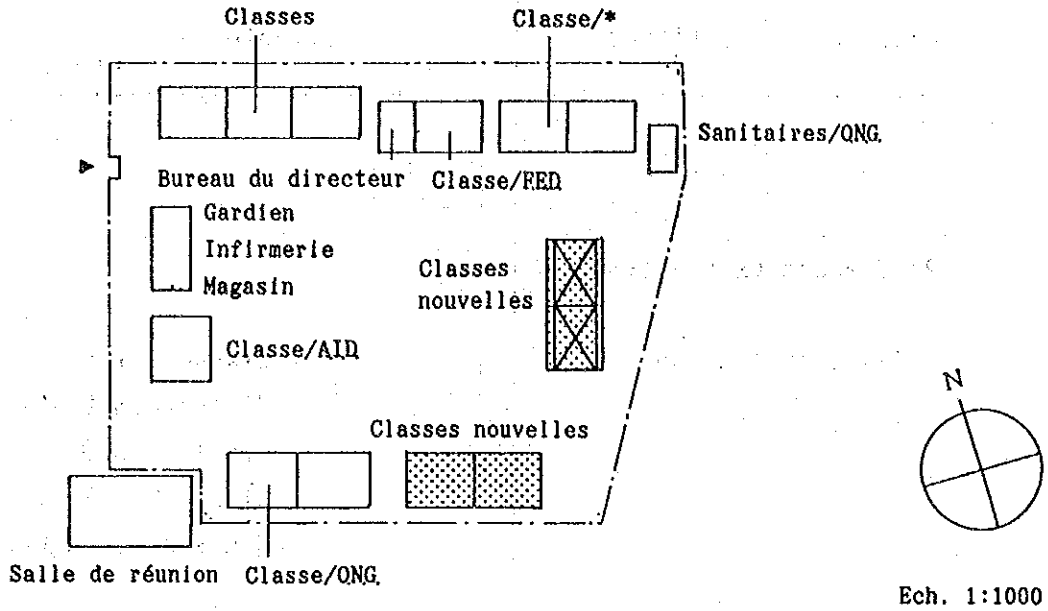 Classes
Classe/*
Sanitaires/ONG.
Bureau du directeur
Classe/FED
Gardien
Infirmerie
Magasin
Classes
nouvelles
Classe/AID
N
Classes nouvelles
Salle de réunion
Classe/ONG.
Ech. 1:1000